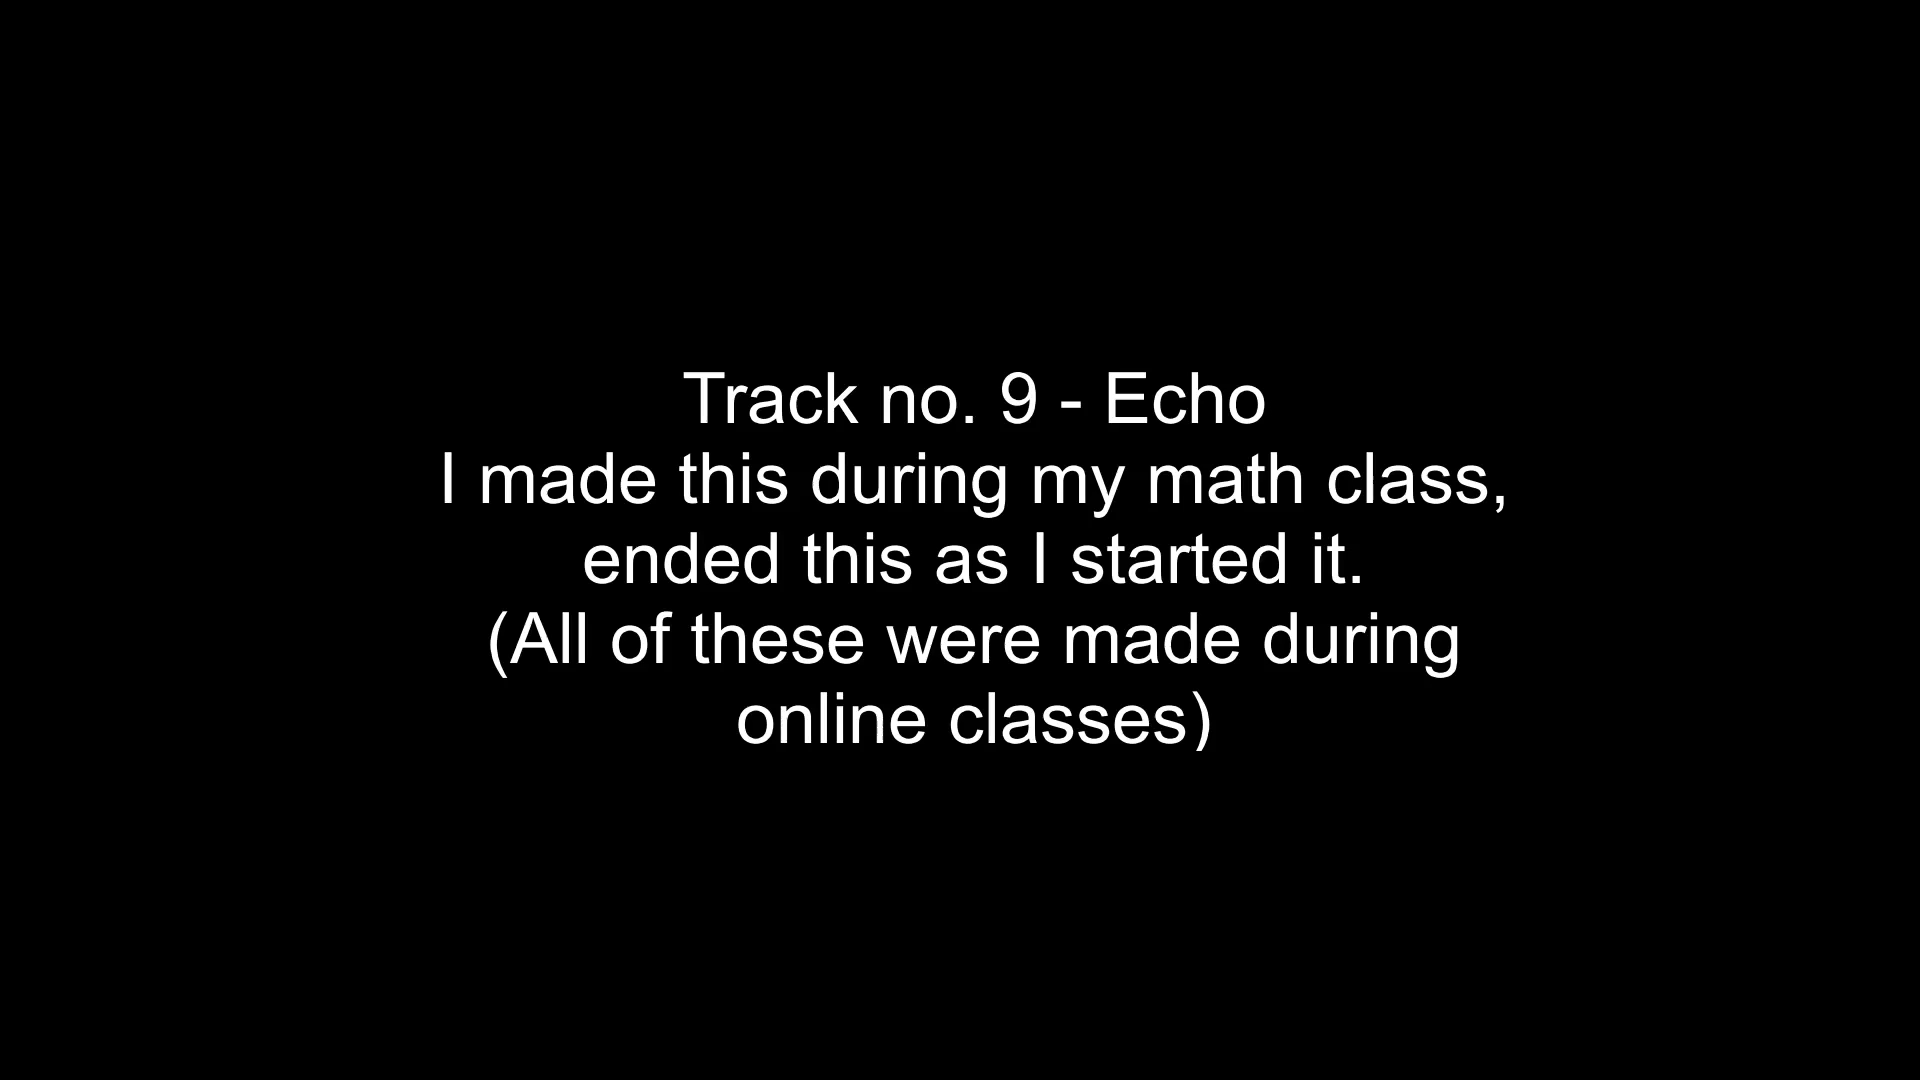 Track no. 9 - Echo
I made this during my math class,
ended this as I started it.
(All of these were made during
online classes)